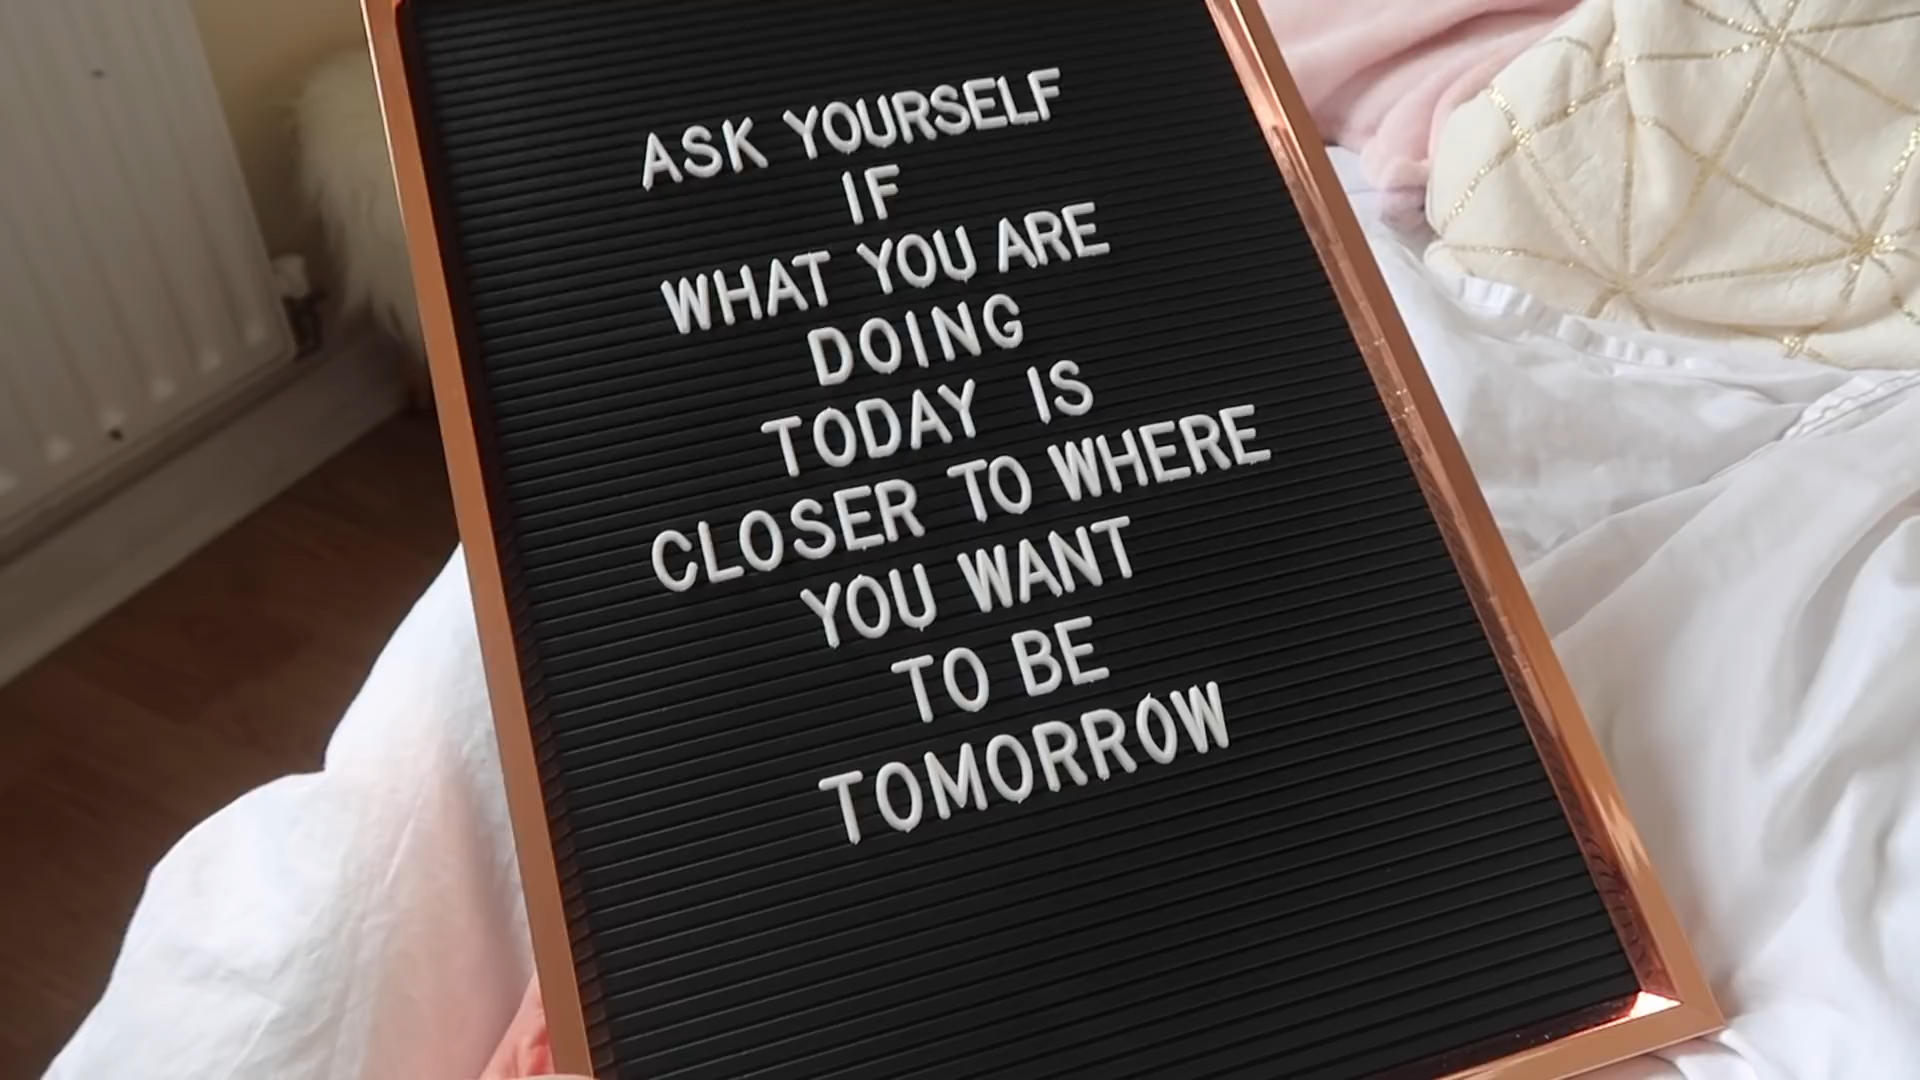 ASK YOURSELF
IF
WHAT YOU ARE
DOING
TODAY IS
CLOSER TO WHERE
YOU WANT
TO BE
TOMORROW